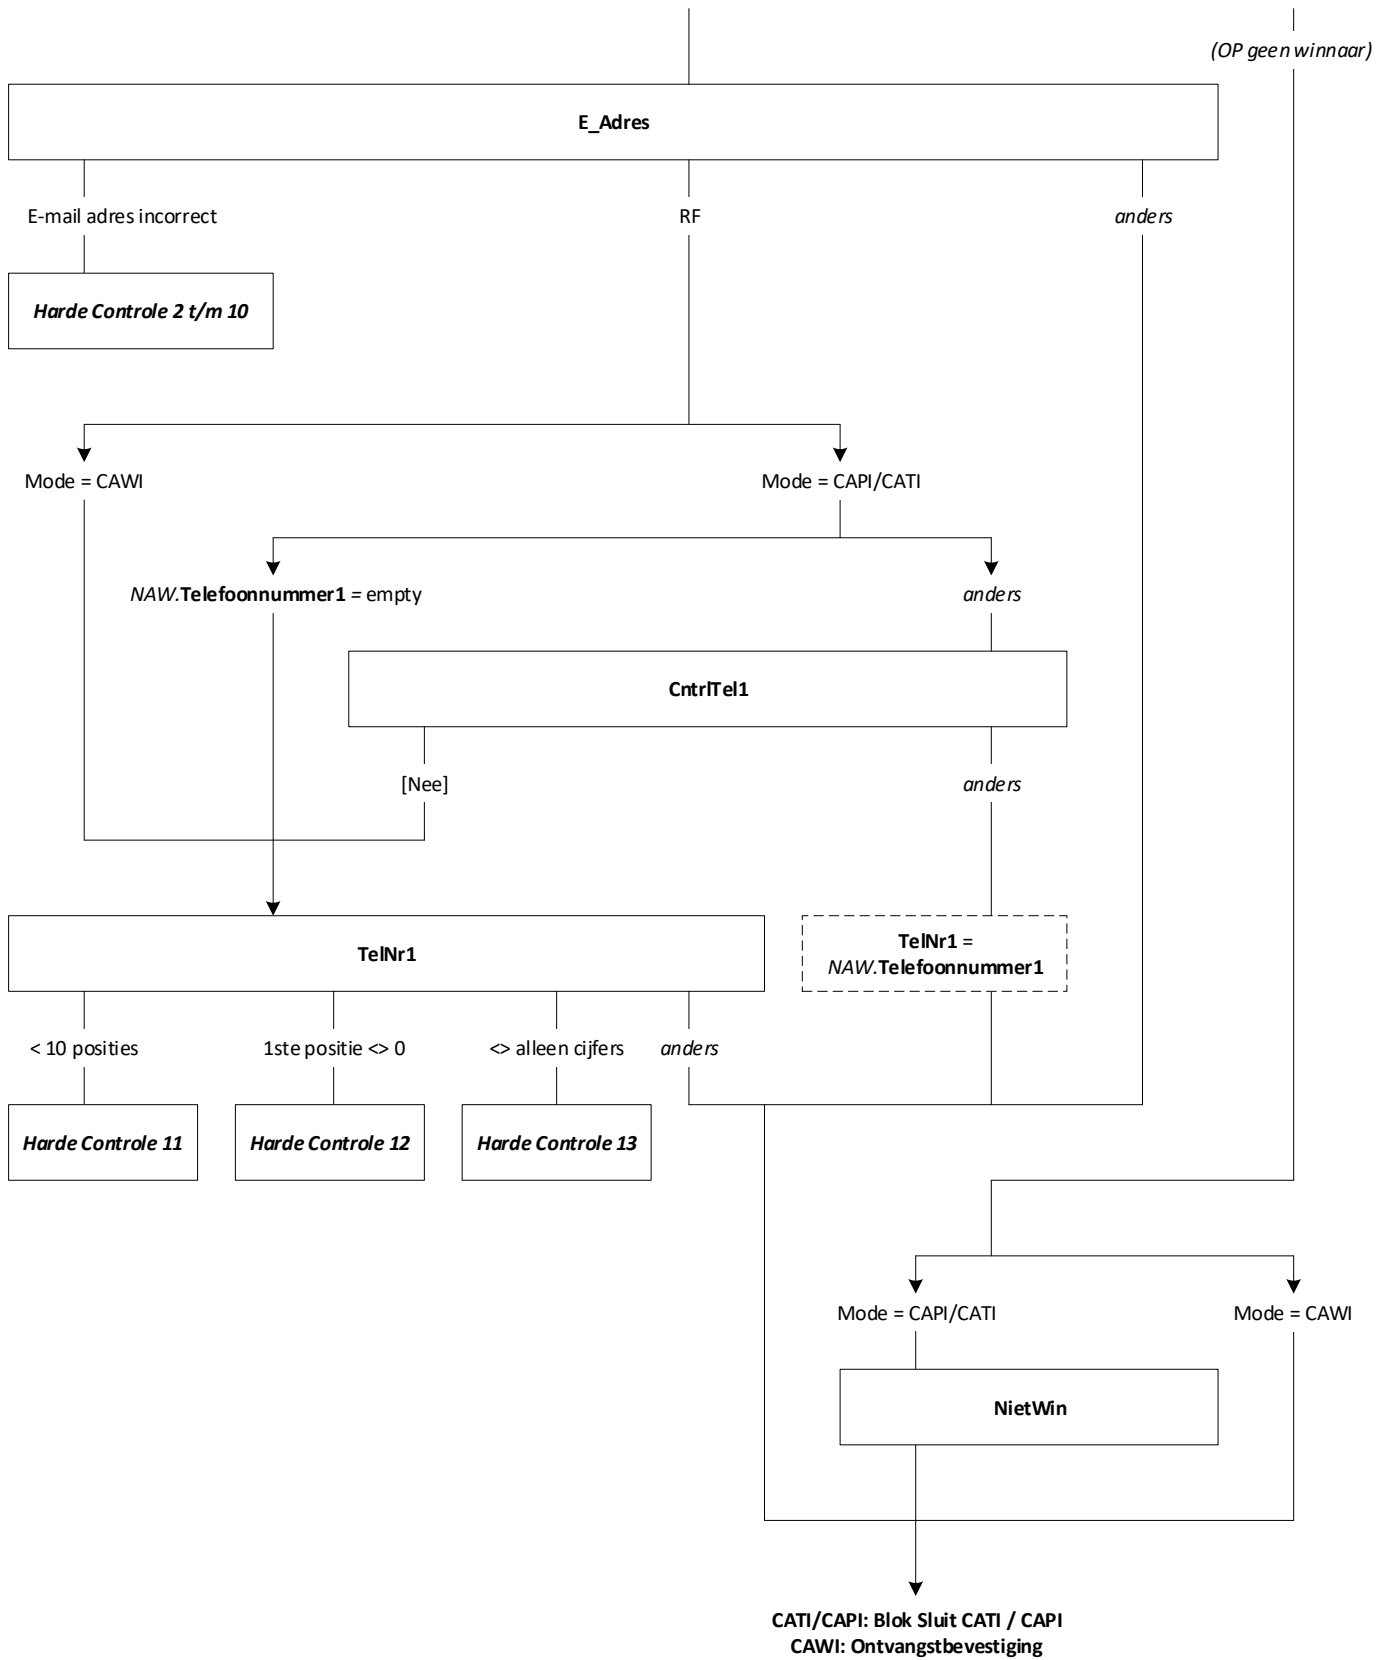 (OP geen winnaar)
E_Adres
E-mail adres incorrect
RF
anders
Harde Controle 2 t/m 10
Mode = CAWI
Mode = CAPI/CATI
NAW.Telefoonnummer1 = empty
anders
CntrlTel1
[Nee]
anders
TelNr1
TelNr1 =
NAW.Telefoonnummer1
< 10 posities
1ste positie <> 0
<> alleen cijfers
anders
Harde Controle 11
Harde Controle 12
Harde Controle 13
Mode = CAPI/CATI
Mode = CAWI
NietWin
CATI/CAPI: Blok Sluit CATI / CAPI
CAWI: Ontvangstbevestiging